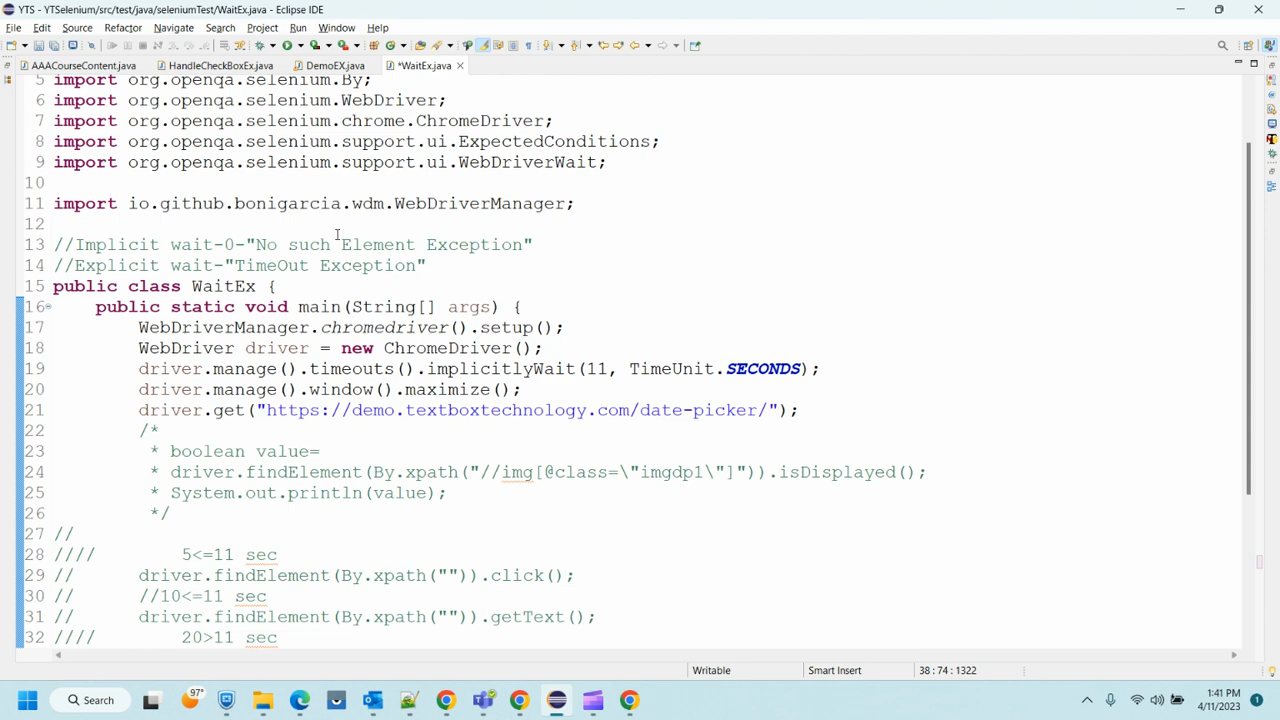 YTS - YTSelenium/src/test/java/seleniumTest/WaitEx.java - Eclipse IDE
File Edit Source Refactor Navigate Search Project Run Window Help
AAACourseContent.java HandleCheckBoxEx.java DemoEX.java *WaitEx.java
5 import org.openqa.selenium.By;
6 import org.openqa.selenium.WebDriver;
7 import org.openqa.selenium.chrome.ChromeDriver;
8 import org.openqa.selenium.support.ui.ExpectedConditions;
9 import org.openqa.selenium.support.ui.WebDriverWait;
10
11 import io.github.bonigarcia.wdm.WebDriverManager;
12
13 //Implicit wait-0-"No such Element Exception"
14 //Explicit wait-"TimeOut Exception"
15 public class WaitEx {
16 public static void main(String[] args) {
17 WebDriverManager.chromedriver().setup();
18 WebDriver driver = new ChromeDriver();
19 driver.manage().timeouts().implicitlyWait(11, TimeUnit.SECONDS);
20 driver.manage().window().maximize();
21 driver.get("https://demo.textboxtechnology.com/date-picker/");
22 /*
23 * boolean value=
24 * driver.findElement(By.xpath("//img[@class=\"imgdp1\"]")).isDisplayed();
25 * System.out.println(value);
26 */
27 //
28 //// 5<=11 sec
29 // driver.findElement(By.xpath("")).click();
30 // //10<=11 sec
31 // driver.findElement(By.xpath("")).getText();
32 //// 20>11 sec
Writable Smart Insert 38 : 74 : 1322
Search 97° 1:41 PM
4/11/2023 1